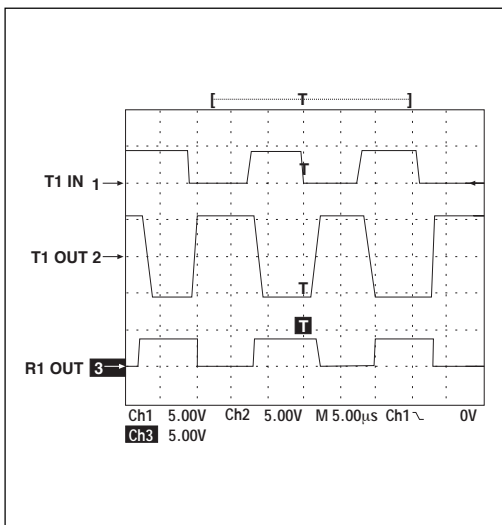 [ T ]
T
T1 IN 1
T1 OUT 2
T
T
R1 OUT 3
Ch1 5.00V Ch2 5.00V M 5.00μs Ch1 0V
Ch3 5.00V